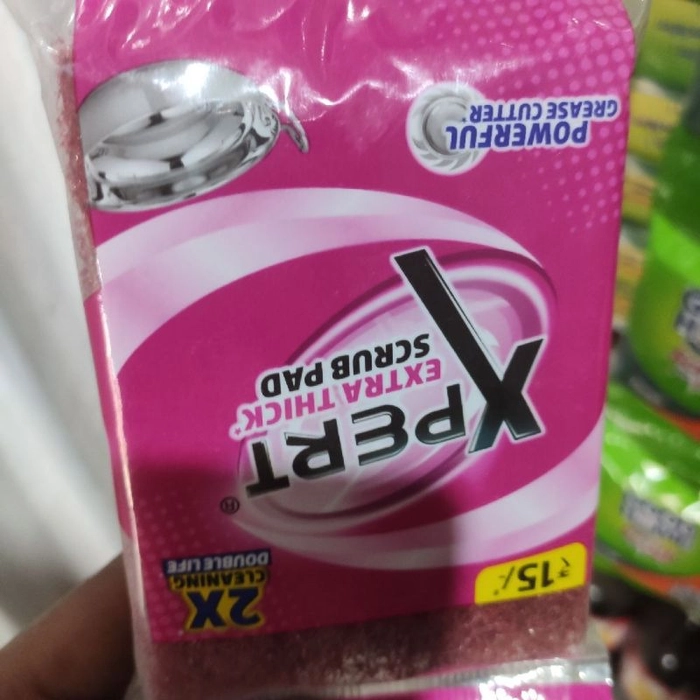 ₹15/-*
2X
CLEANING*
DOUBLE LIFE
XPERT®
EXTRA THICK*
SCRUB PAD
POWERFUL
GREASE CUTTER*